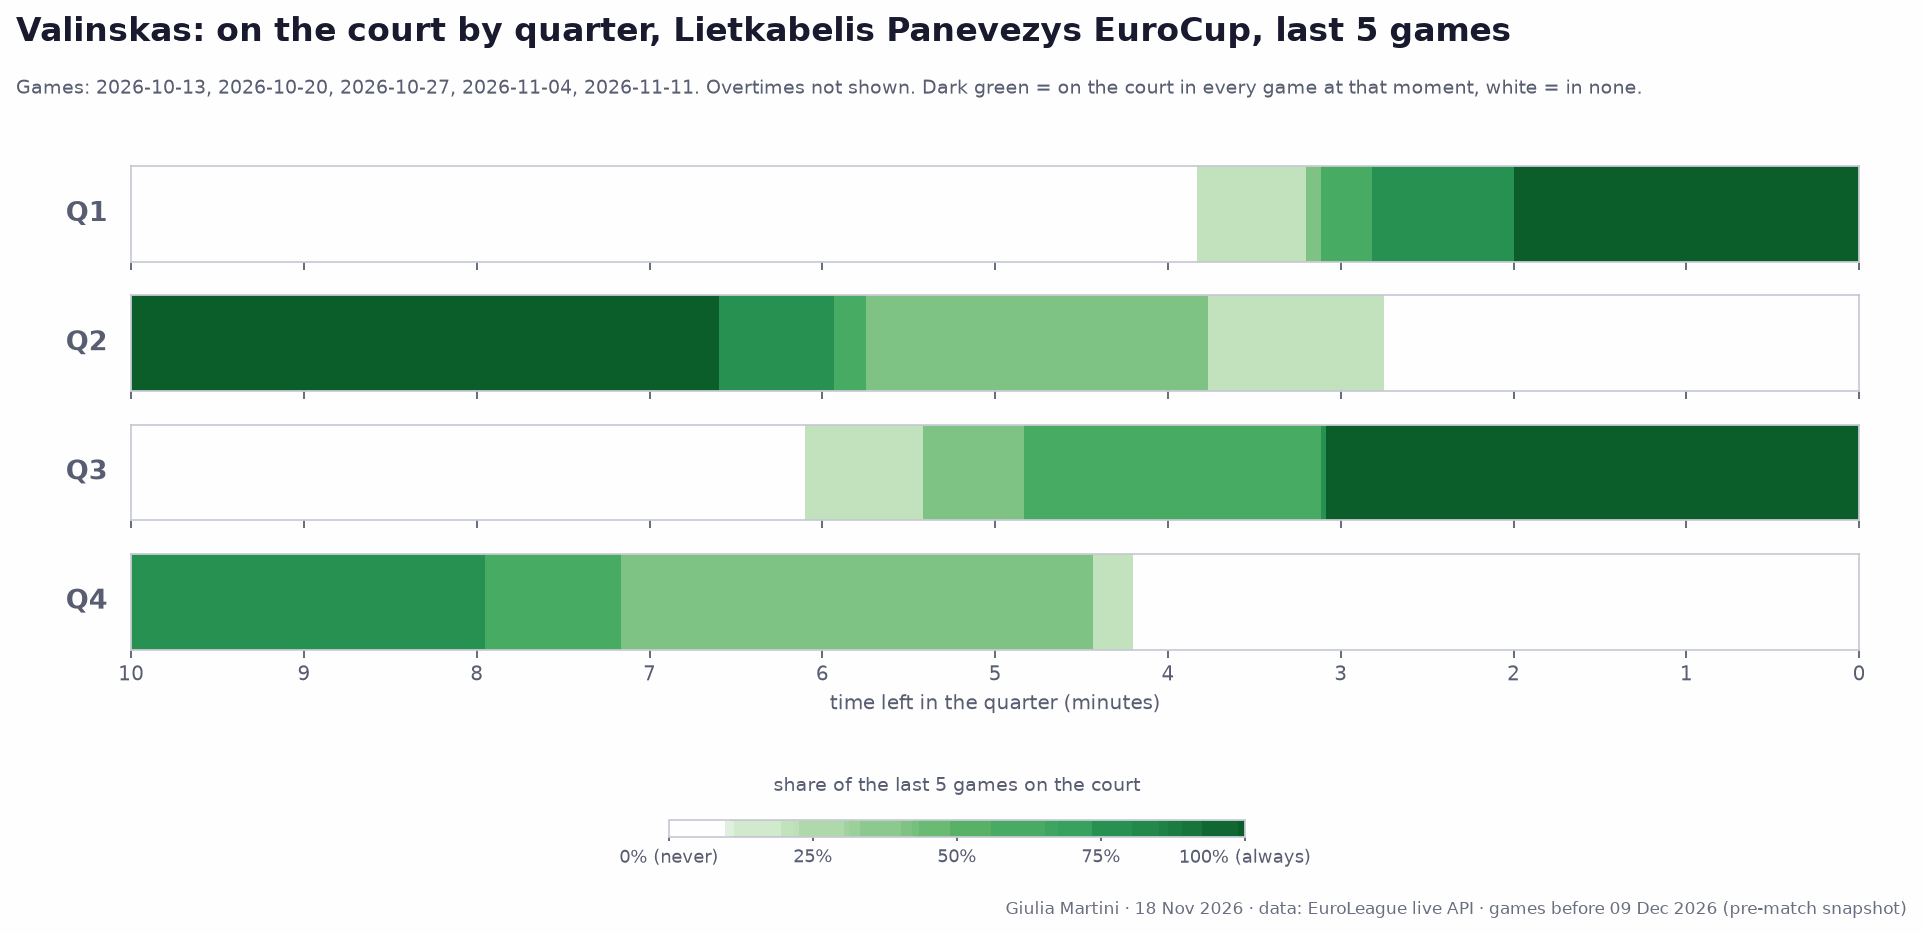 Valinskas: on the court by quarter, Lietkabelis Panevezys EuroCup, last 5 games
Games: 2026-10-13, 2026-10-20, 2026-10-27, 2026-11-04, 2026-11-11. Overtimes not shown. Dark green = on the court in every game at that moment, white = in none.
Q1
Q2
Q3
Q4
10 9 8 7 6 5 4 3 2 1 0
time left in the quarter (minutes)
share of the last 5 games on the court
0% (never) 25% 50% 75% 100% (always)
Giulia Martini · 18 Nov 2026 · data: EuroLeague live API · games before 09 Dec 2026 (pre-match snapshot)